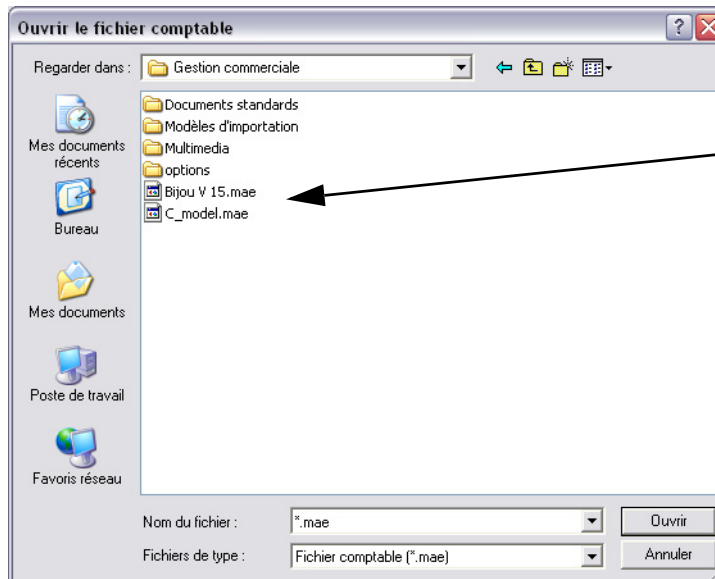 Ouvrir le fichier comptable
Regarder dans :
Gestion commerciale
Mes documents récents
Bureau
Mes documents
Poste de travail
Favoris réseau
Documents standards
Modèles d'importation
Multimedia
options
Bijou V 15.mae
C_model.mae
Nom du fichier :
*.mae
Ouvrir
Fichiers de type :
Fichier comptable (*.mae)
Annuler